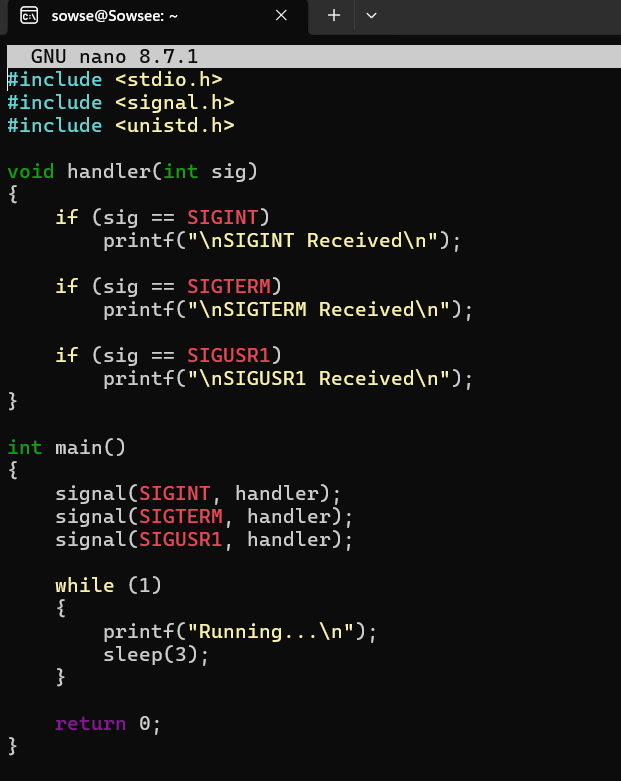 sowse@Sowsee: ~
GNU nano 8.7.1
#include <stdio.h>
#include <signal.h>
#include <unistd.h>

void handler(int sig)
{
    if (sig == SIGINT)
        printf("\nSIGINT Received\n");

    if (sig == SIGTERM)
        printf("\nSIGTERM Received\n");

    if (sig == SIGUSR1)
        printf("\nSIGUSR1 Received\n");
}

int main()
{
    signal(SIGINT, handler);
    signal(SIGTERM, handler);
    signal(SIGUSR1, handler);

    while (1)
    {
        printf("Running...\n");
        sleep(3);
    }

    return 0;
}